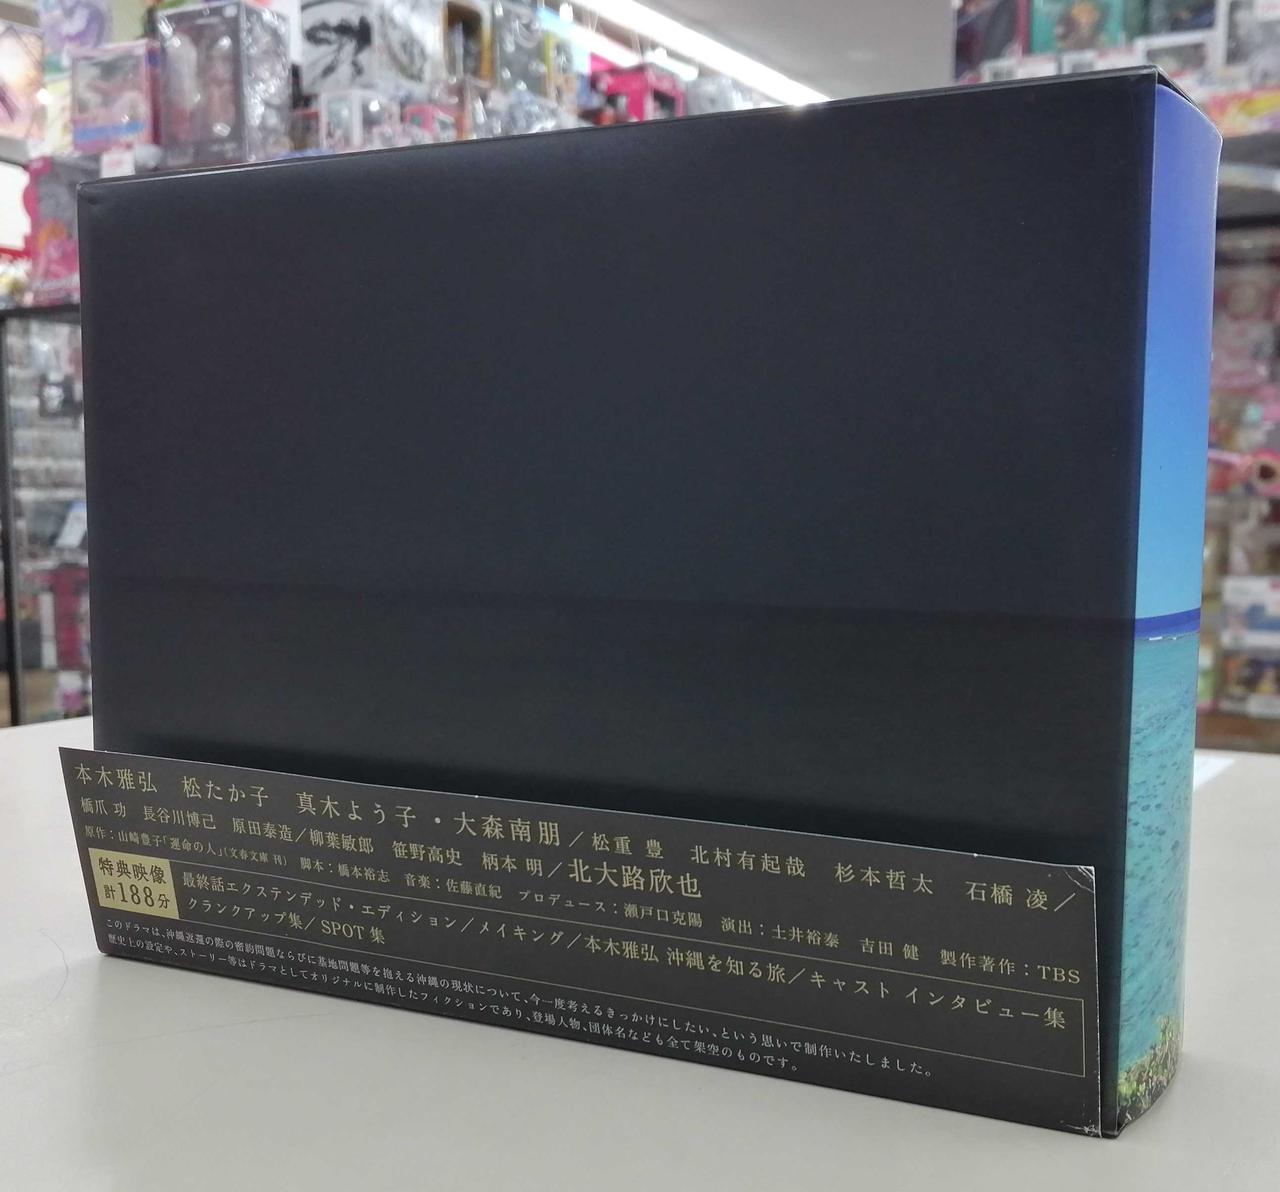 本木雅弘　松たか子　真木よう子・大森南朋／松重 豊　北村有起哉　杉本哲太　石橋 凌／
橋爪 功　長谷川博己　原田泰造／柳葉敏郎　笹野高史　柄本 明／北大路欣也
原作：山崎豊子「運命の人」（文春文庫 刊）　脚本：橋本裕志　音楽：佐藤直紀　プロデュース：瀬戸口克陽　演出：土井裕泰　吉田 健　製作著作：TBS
特典映像
計188分
最終話エクステンデッド・エディション／メイキング／本木雅弘 沖縄を知る旅／キャスト インタビュー集
クランクアップ集／SPOT集
このドラマは、沖縄返還の際の密約問題ならびに基地問題等を抱える沖縄の現状について、今一度考えるきっかけにしたい、という思いで制作いたしました。
歴史上の設定や、ストーリー等はドラマとしてオリジナルに制作したフィクションであり、登場人物、団体名なども全て架空のものです。